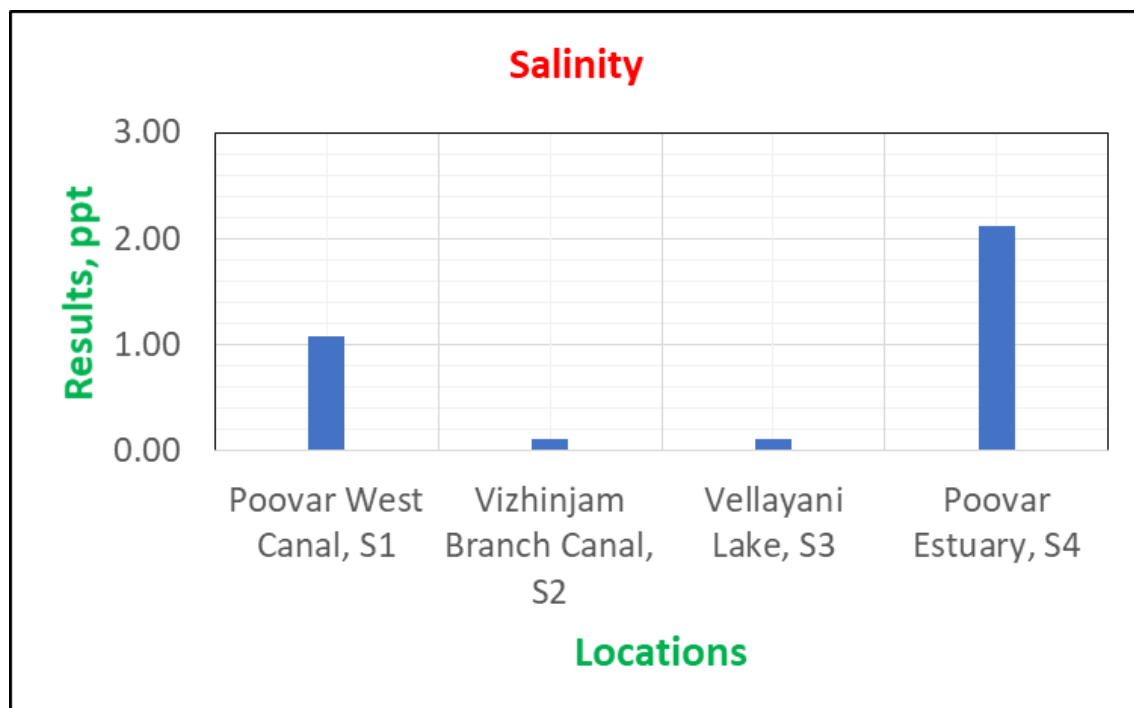 Salinity
Results, ppt
3.00
2.00
1.00
0.00
Poovar West
Canal, S1
Vizhinjam
Branch Canal,
S2
Vellayani
Lake, S3
Poovar
Estuary, S4
Locations